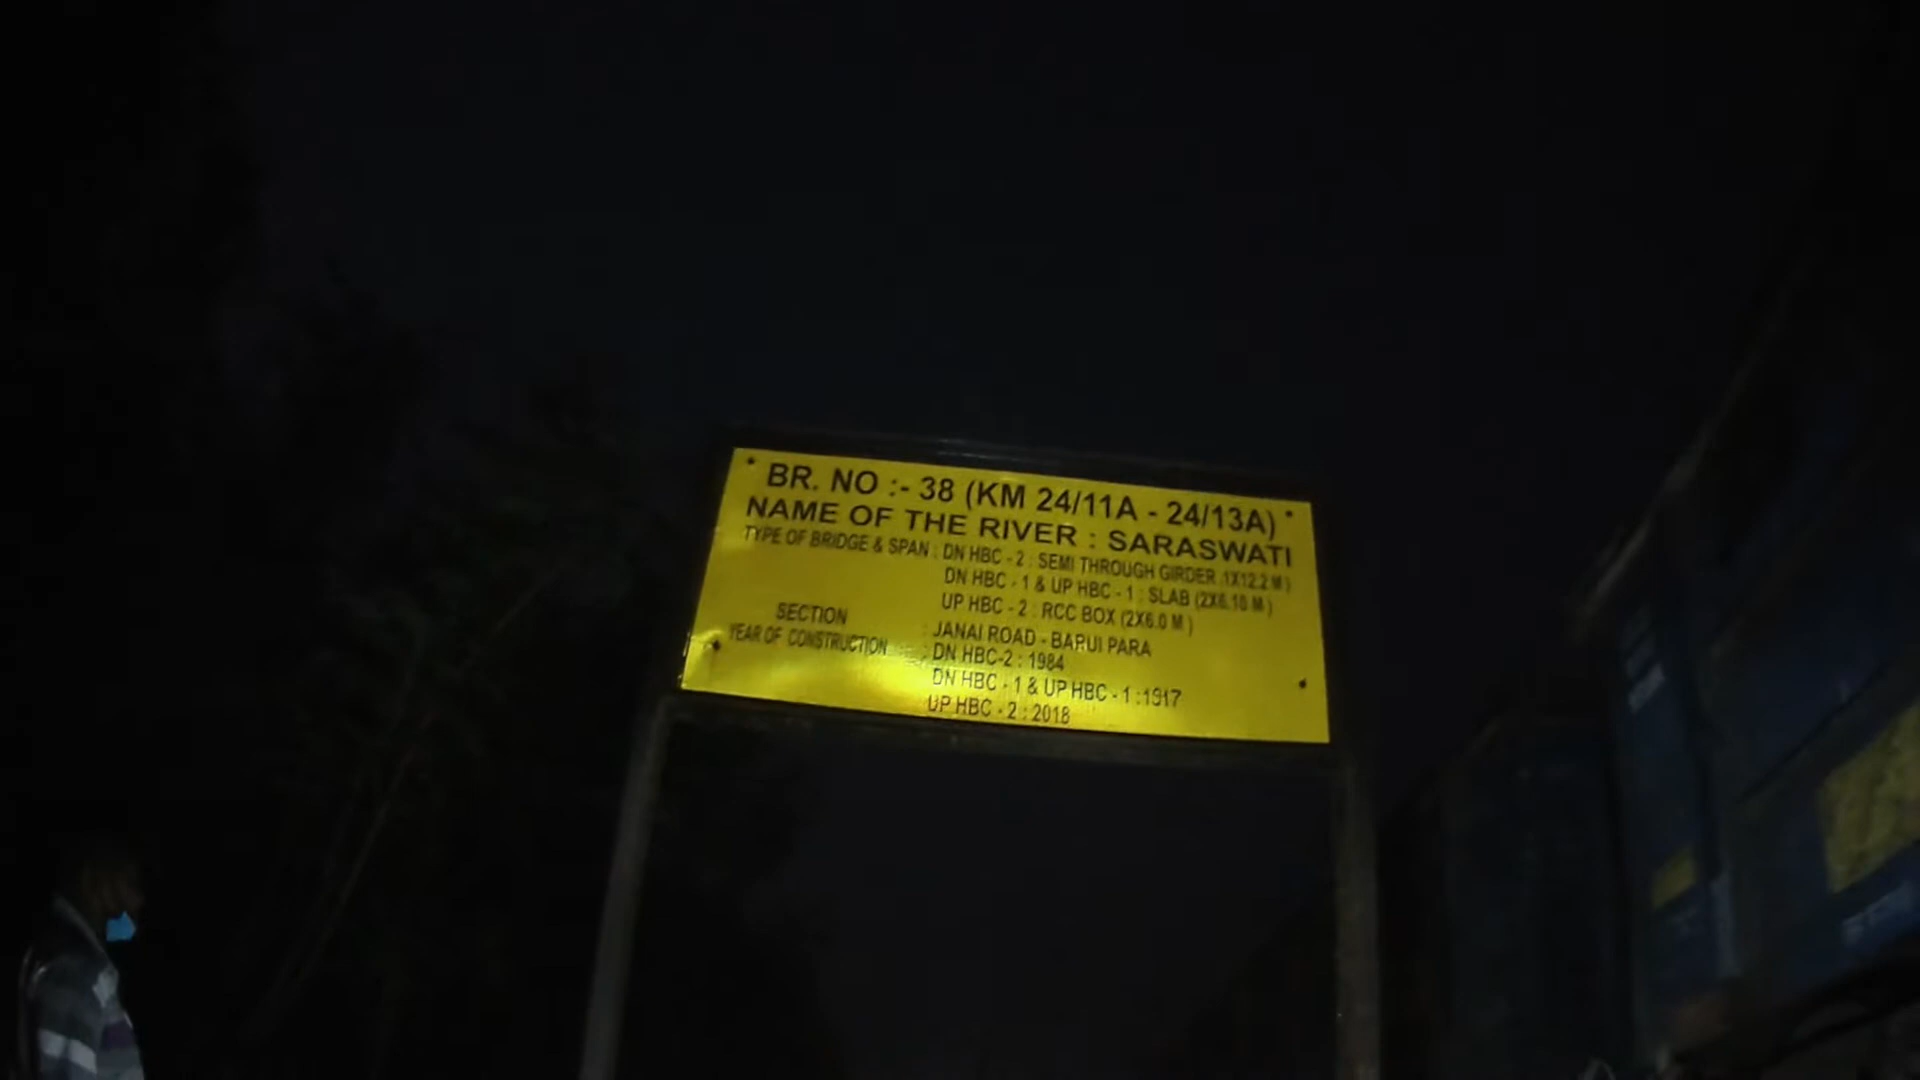 BR. NO :- 38 (KM 24/11A - 24/13A)
NAME OF THE RIVER : SARASWATI
TYPE OF BRIDGE & SPAN : DN HBC - 2 : SEMI THROUGH GIRDER (1X12.2 M)
DN HBC - 1 & UP HBC - 1 : SLAB (2X6.10 M)
UP HBC - 2 : RCC BOX (2X6.0 M)
SECTION : JANAI ROAD - BARUI PARA
YEAR OF CONSTRUCTION : DN HBC-2 : 1984
DN HBC - 1 & UP HBC - 1 : 1917
UP HBC - 2 : 2018